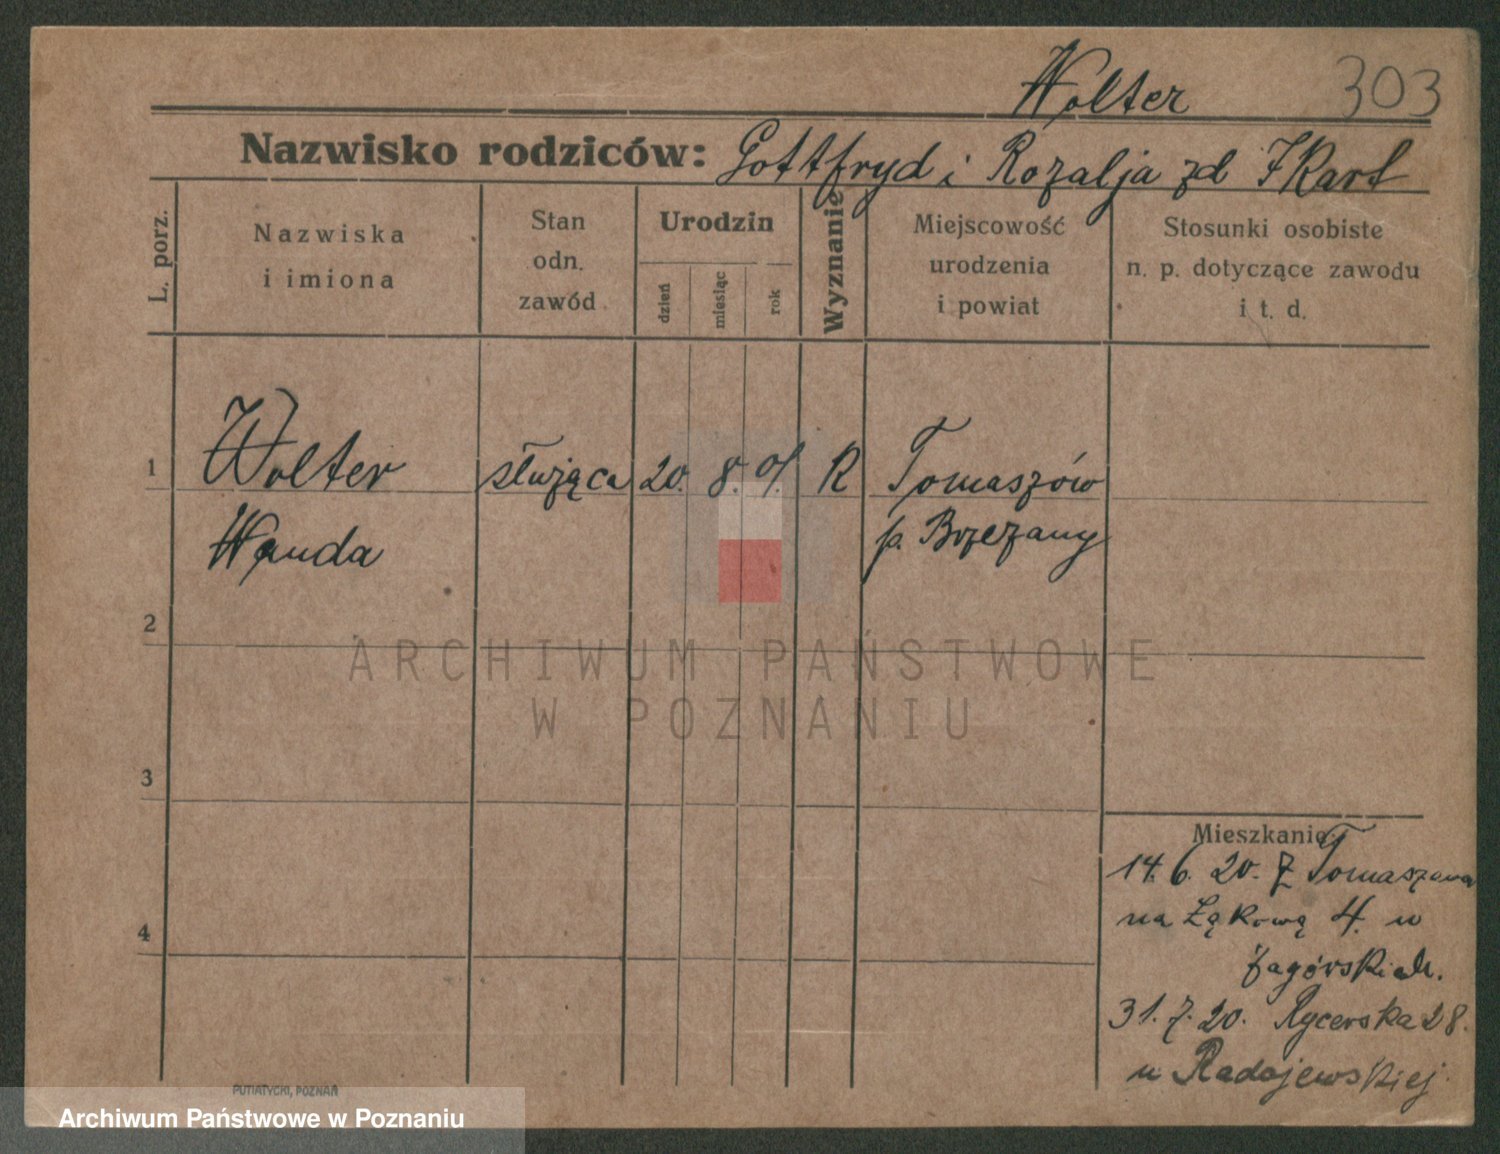 Wolter 303
Nazwisko rodziców: Gottfryd i Rozalja zd
L. porz.
Nazwiska
i imiona
Stan
odn.
zawód
Urodzin
dzień
miesiąc
rok
Wyznanie
Miejscowość
urodzenia
i powiat
Stosunki osobiste
n. p. dotyczące zawodu
i t. d.
1 Wolter służąca 20. 8. 01 R Tomaszów
Wanda p. Brzezany
2
3
4
Mieszkanie:
14. 6. 20. z Tomaszowa
na Łąkową 4. u
Zagórskich.
31. 7. 20. Rycerska 28.
u Radojewskiej.
PUTIATYCKI, POZNAŃ
ARCHIWUM PAŃSTWOWE
W POZNANIU
Archiwum Państwowe w Poznaniu